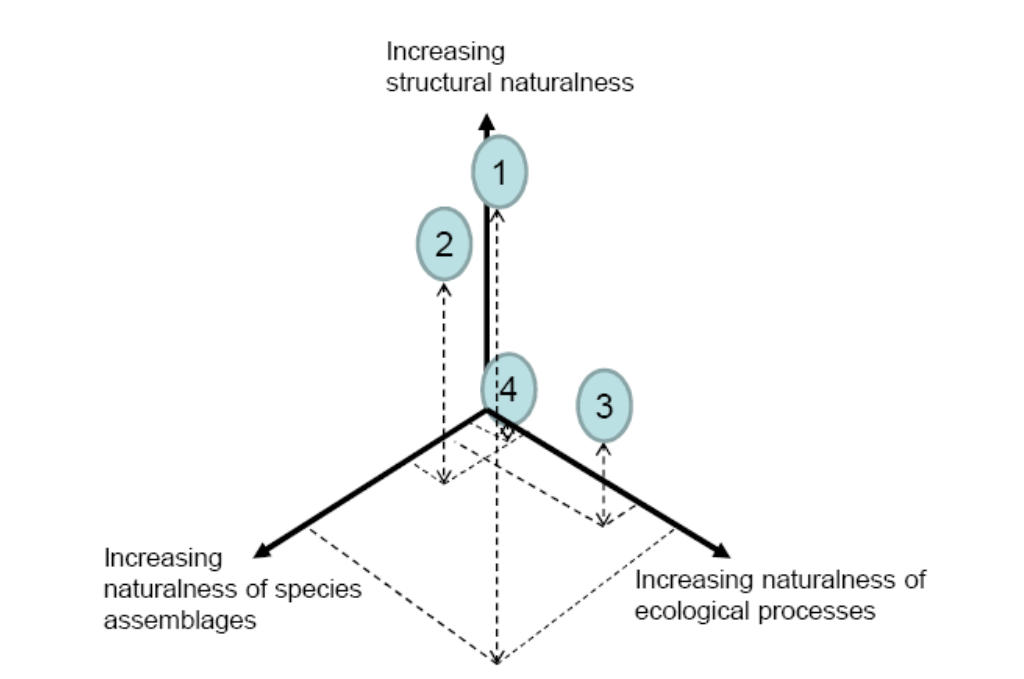 Increasing
structural naturalness
1
2
4
3
Increasing
naturalness of species
assemblages
Increasing naturalness of
ecological processes